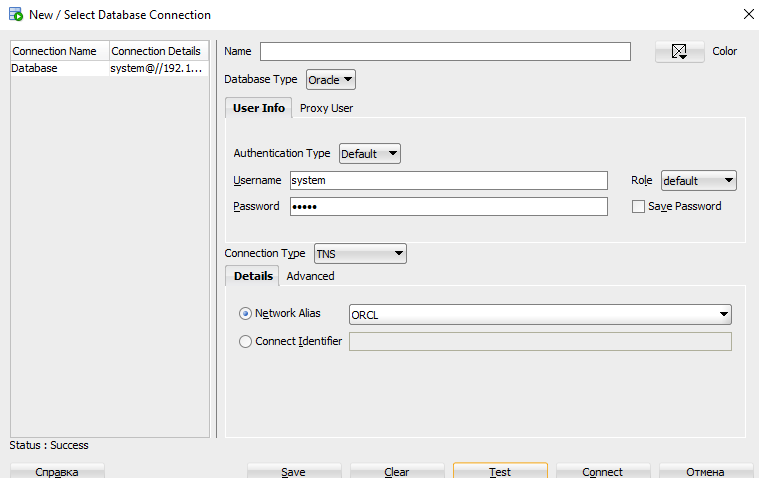 New / Select Database Connection
Connection Name Connection Details
Database system@//192.1...
Name Color
Database Type Oracle
User Info Proxy User
Authentication Type Default
Username system Role default
Password ••••• Save Password
Connection Type TNS
Details Advanced
Network Alias ORCL
Connect Identifier
Status : Success
Справка Save Clear Test Connect Отмена